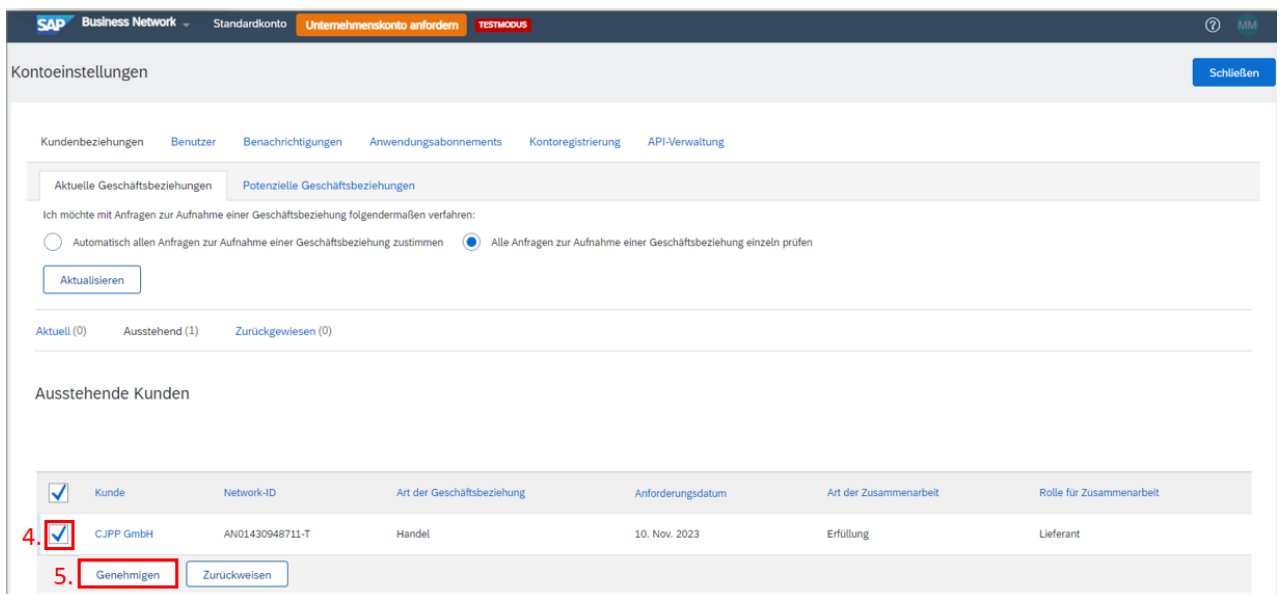 SAP Business Network Standardkonto Unternehmenskonto anfordern TESTMODUS ? MM
Kontoeinstellungen Schließen
Kundenbeziehungen Benutzer Benachrichtigungen Anwendungsabonnements Kontoregistrierung API-Verwaltung
Aktuelle Geschäftsbeziehungen Potenzielle Geschäftsbeziehungen
Ich möchte mit Anfragen zur Aufnahme einer Geschäftsbeziehung folgendermaßen verfahren:
Automatisch allen Anfragen zur Aufnahme einer Geschäftsbeziehung zustimmen Alle Anfragen zur Aufnahme einer Geschäftsbeziehung einzeln prüfen
Aktualisieren
Aktuell (0) Ausstehend (1) Zurückgewiesen (0)
Ausstehende Kunden
Kunde Network-ID Art der Geschäftsbeziehung Anforderungsdatum Art der Zusammenarbeit Rolle für Zusammenarbeit
4. CJPP GmbH AN01430948711-T Handel 10. Nov. 2023 Erfüllung Lieferant
5. Genehmigen Zurückweisen